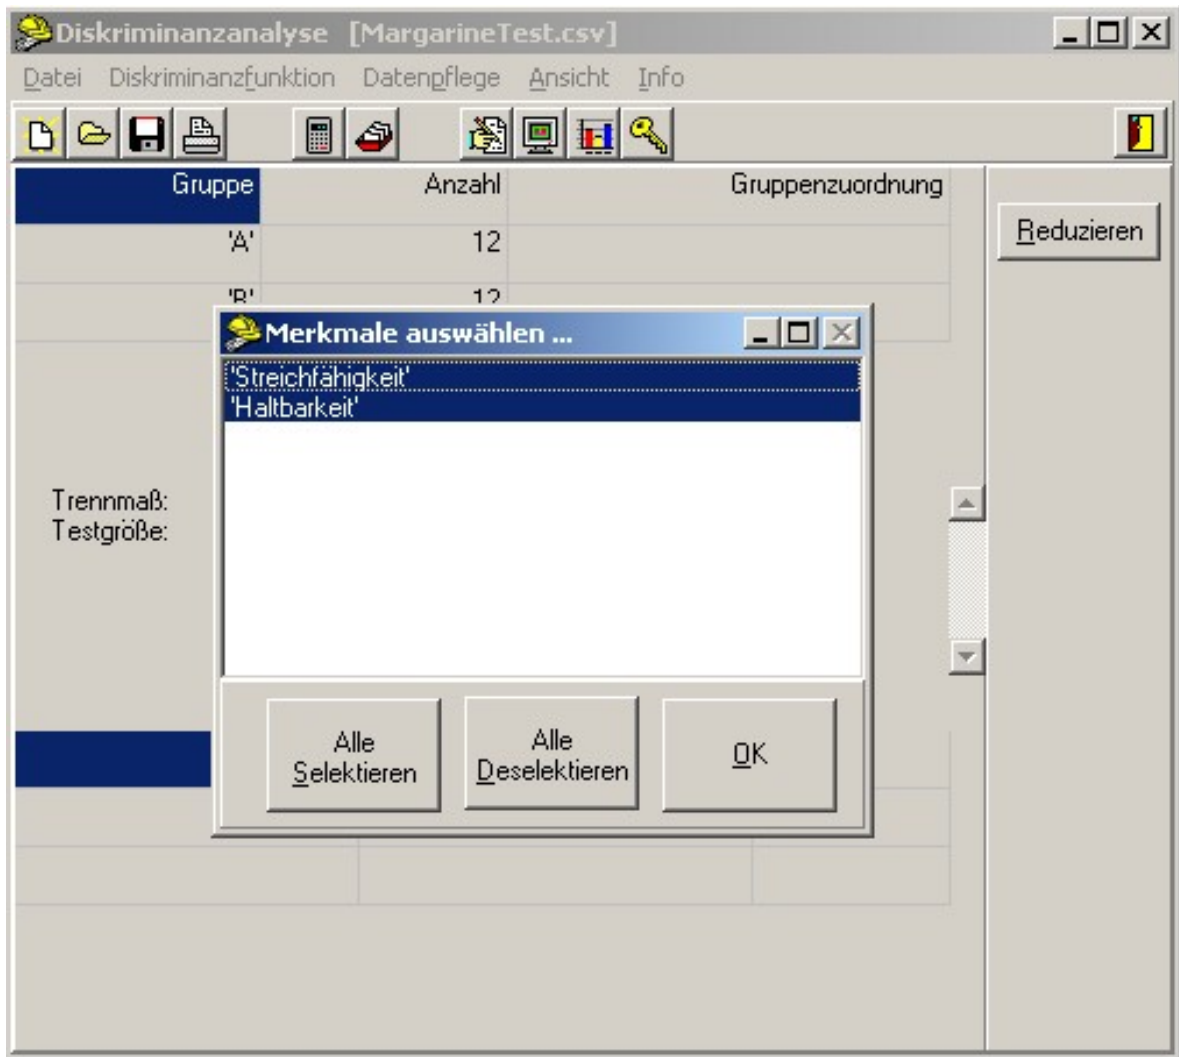 Diskriminanzanalyse [MargarineTest.csv]
Datei Diskriminanzfunktion Datenpflege Ansicht Info
Gruppe Anzahl Gruppenzuordnung
'A' 12
'B' 12
Reduzieren
Merkmale auswählen ...
'Streichfähigkeit'
'Haltbarkeit'
Trennmaß:
Testgröße:
Alle
Selektieren
Alle
Deselektieren
OK